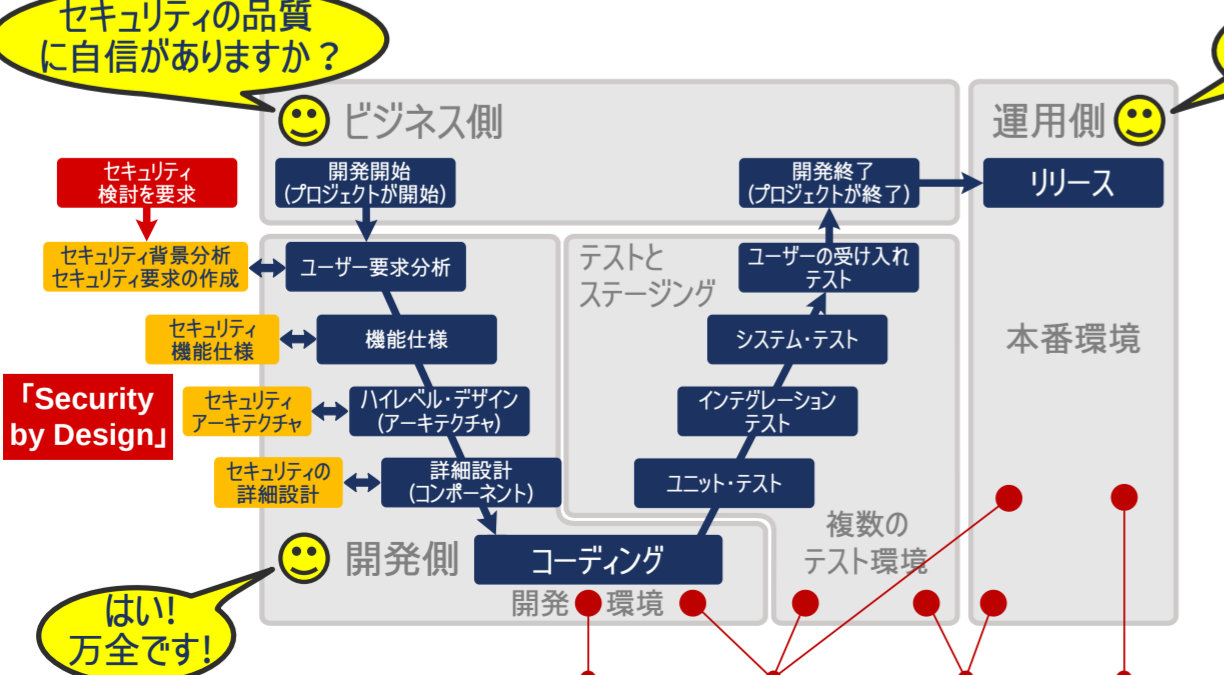 セキュリティの品質
に自信がありますか？
ビジネス側
運用側
セキュリティ
検討を要求
開発開始
(プロジェクトが開始)
開発終了
(プロジェクトが終了)
リリース
セキュリティ背景分析
セキュリティ要求の作成
ユーザー要求分析
テストと
ステージング
ユーザーの受け入れ
テスト
セキュリティ
機能仕様
機能仕様
システム・テスト
本番環境
「Security
by Design」
セキュリティ
アーキテクチャ
ハイレベル・デザイン
(アーキテクチャ)
インテグレーション
テスト
セキュリティの
詳細設計
詳細設計
(コンポーネント)
ユニット・テスト
複数の
テスト環境
開発側
コーディング
開発 環境
はい!
万全です!